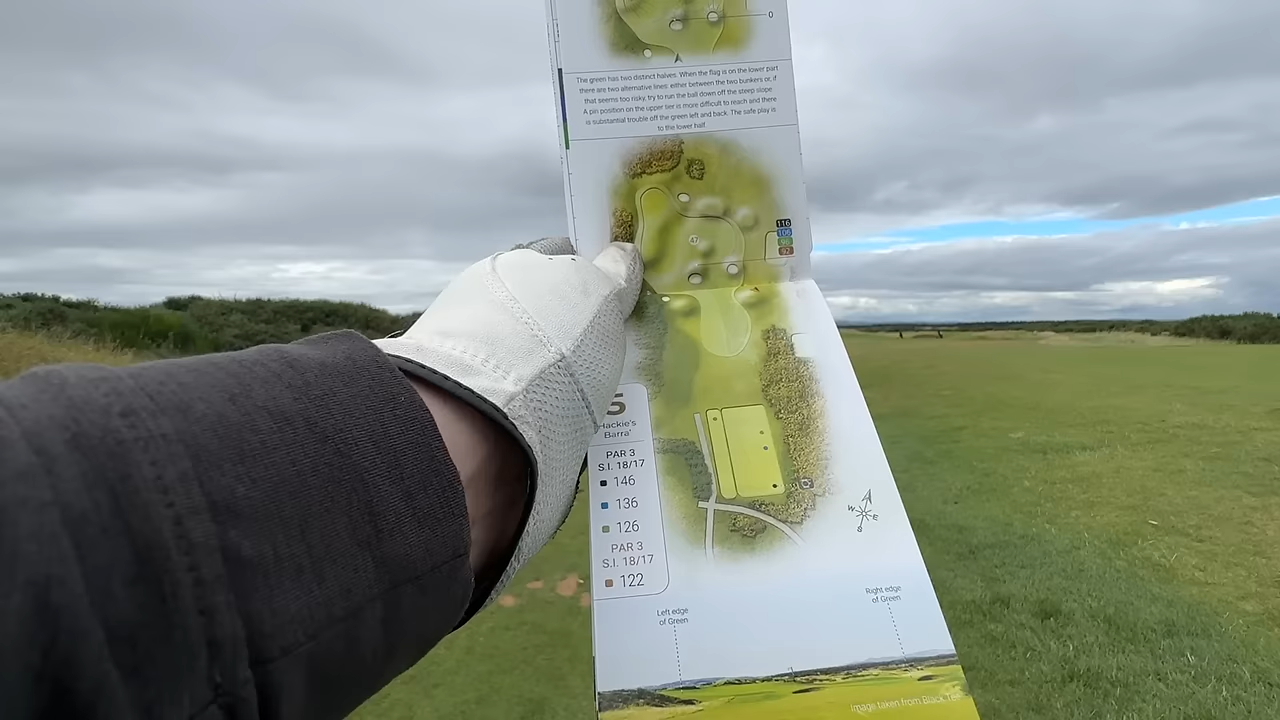 0
The green has two distinct halves. When the flag is on the lower part
there are two alternative lines: either between the two bunkers or, if
that seems too risky, try to run the ball down off the steep slope
A pin position on the upper tier is more difficult to reach and there
is substantial trouble off the green left and back. The safe play is
to the lower half.
116
106
96
92
47
5
Hackie's
Barra'
PAR 3
S.I. 18/17
146
136
126
PAR 3
S.I. 18/17
122
W E
S
Left edge
of Green
Right edge
of Green
Image taken from Black Tee